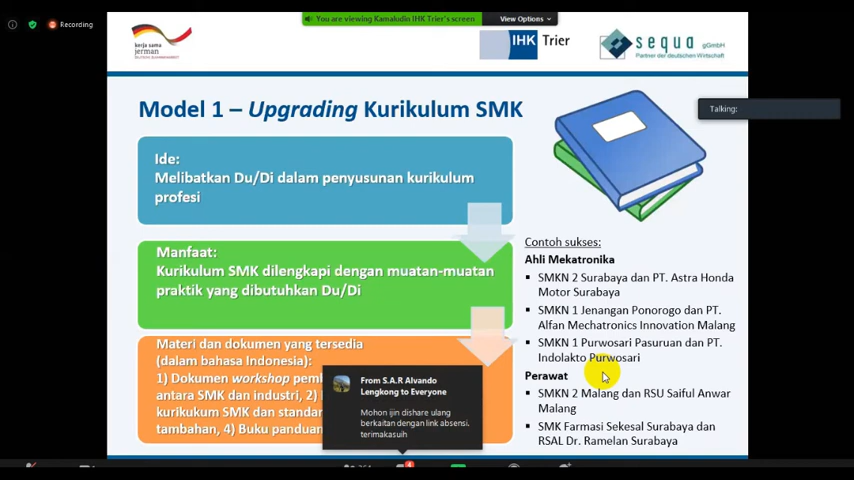 You are viewing Kamaludin IHK Trier's screen
View Options
Recording
kerja sama
jerman
IHK Trier
sequa gGmbH
Partner der deutschen Wirtschaft
Talking:
Model 1 – Upgrading Kurikulum SMK
Ide:
Melibatkan Du/Di dalam penyusunan kurikulum
profesi
Manfaat:
Kurikulum SMK dilengkapi dengan muatan-muatan
praktik yang dibutuhkan Du/Di
Materi dan dokumen yang tersedia
(dalam bahasa Indonesia):
1) Dokumen workshop
antara SMK dan industri, 2)
kurikukum SMK dan
tambahan, 4) Buku
From S.A.R Alvando
Lengkong to Everyone
Mohon ijin dishare ulang
berkaitan dengan link absensi.
terimakasuih
Contoh sukses:
Ahli Mekatronika
▪ SMKN 2 Surabaya dan PT. Astra Honda
Motor Surabaya
▪ SMKN 1 Jenangan Ponorogo dan PT.
Alfan Mechatronics Innovation Malang
▪ SMKN 1 Purwosari Pasuruan dan PT.
Indolakto Purwosari
Perawat
▪ SMKN 2 Malang dan RSU Saiful Anwar
Malang
▪ SMK Farmasi Sekesal Surabaya dan
RSAL Dr. Ramelan Surabaya